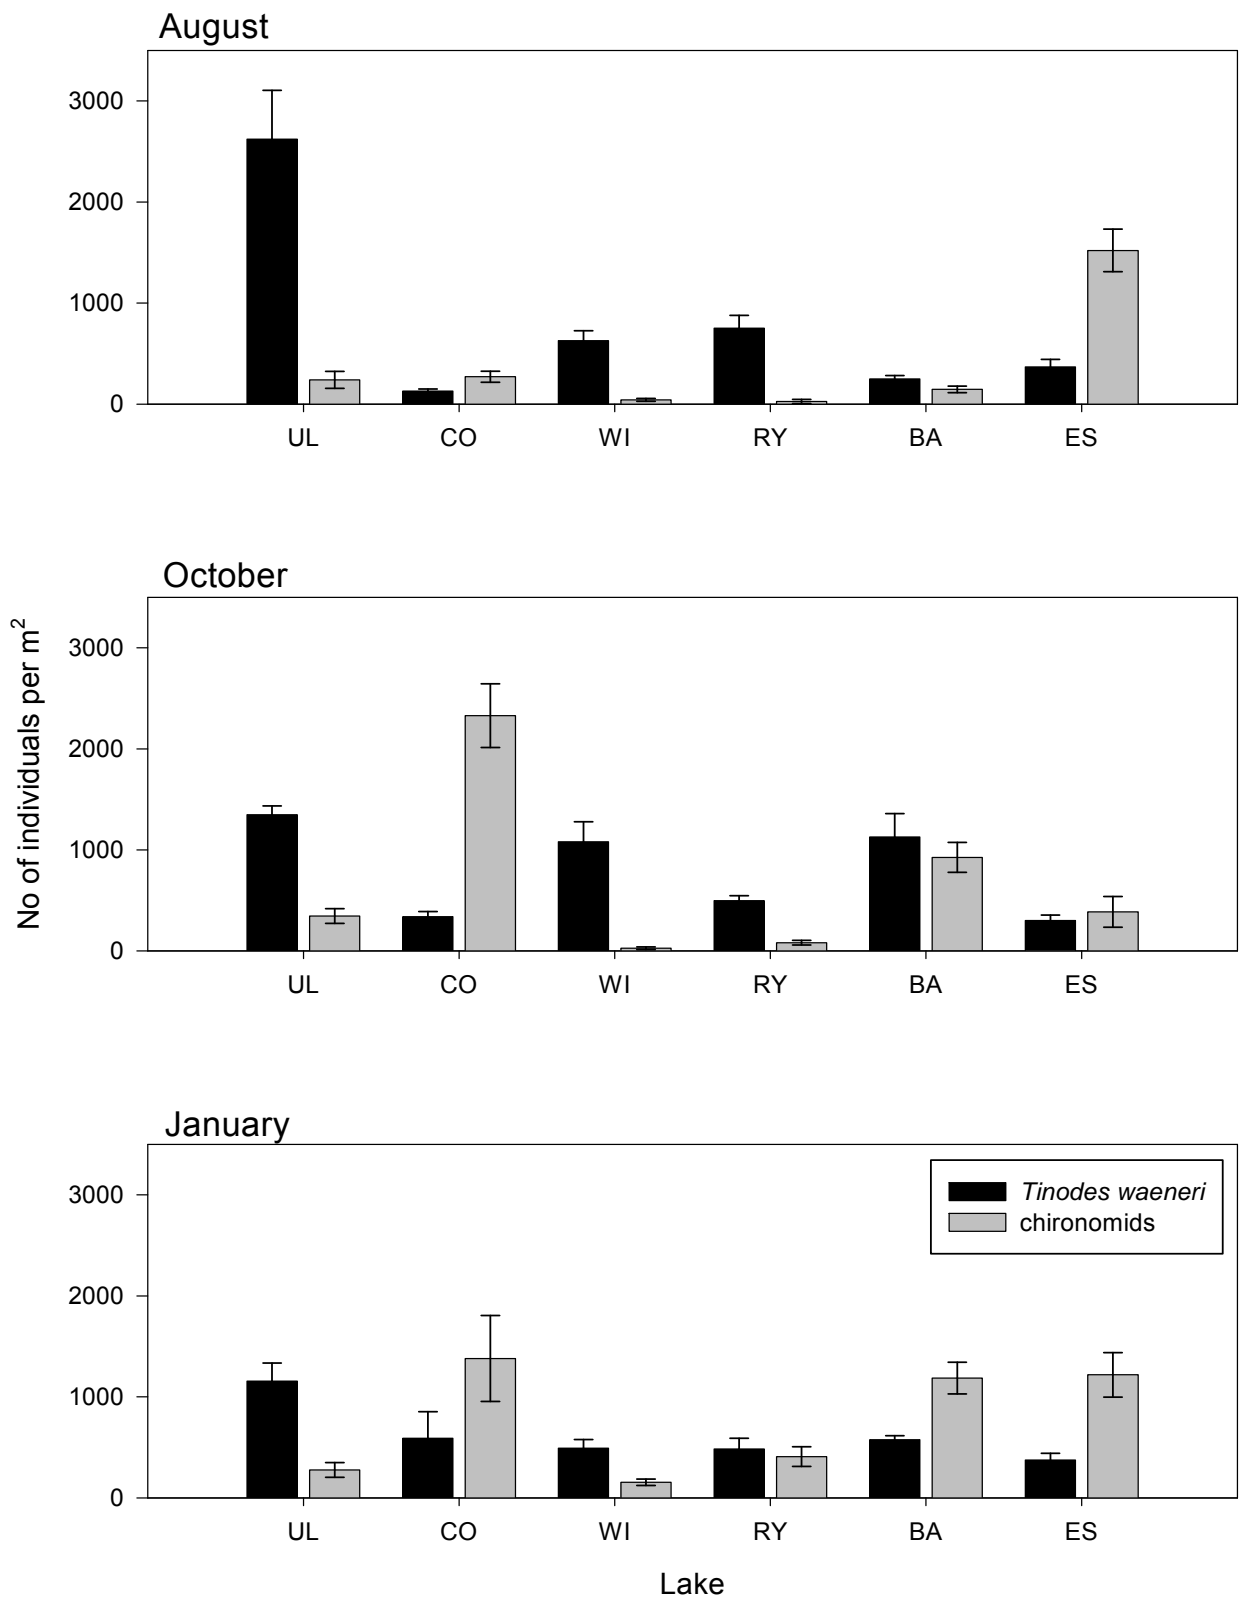 August
3000
2000
1000
0
UL CO WI RY BA ES
October
3000
2000
1000
0
UL CO WI RY BA ES
No of individuals per m²
January
3000
2000
1000
0
Tinodes waeneri
chironomids
UL CO WI RY BA ES
Lake